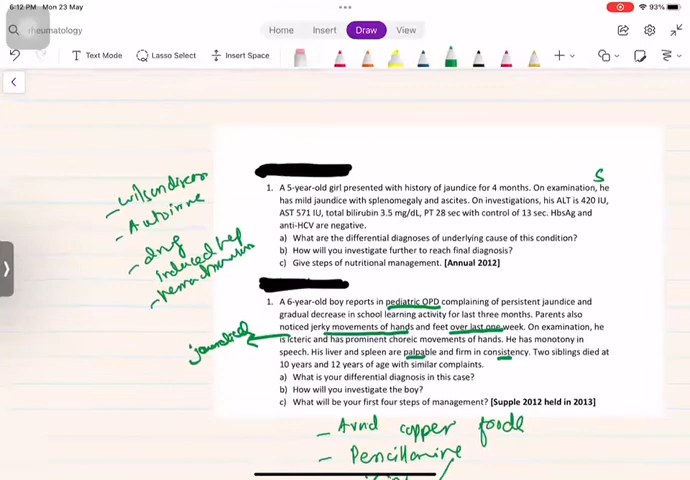 6:12 PM Mon 23 May
93%
rheumatology
Home Insert Draw View
Text Mode Lasso Select Insert Space
S
1. A 5-year-old girl presented with history of jaundice for 4 months. On examination, he
has mild jaundice with splenomegaly and ascites. On investigations, his ALT is 420 IU,
AST 571 IU, total bilirubin 3.5 mg/dL, PT 28 sec with control of 13 sec. HbsAg and
anti-HCV are negative.
a) What are the differential diagnoses of underlying cause of this condition?
b) How will you investigate further to reach final diagnosis?
c) Give steps of nutritional management. [Annual 2012]
- wilson
-
- drug
induced hep
-
1. A 6-year-old boy reports in pediatric OPD complaining of persistent jaundice and
gradual decrease in school learning activity for last three months. Parents also
noticed jerky movements of hands and feet over last one week. On examination, he
is icteric and has prominent choreic movements of hands. He has monotony in
speech. His liver and spleen are palpable and firm in consistency. Two siblings died at
10 years and 12 years of age with similar complaints.
a) What is your differential diagnosis in this case?
b) How will you investigate the boy?
c) What will be your first four steps of management? [Supple 2012 held in 2013]
- copper foode
- Pencillamine